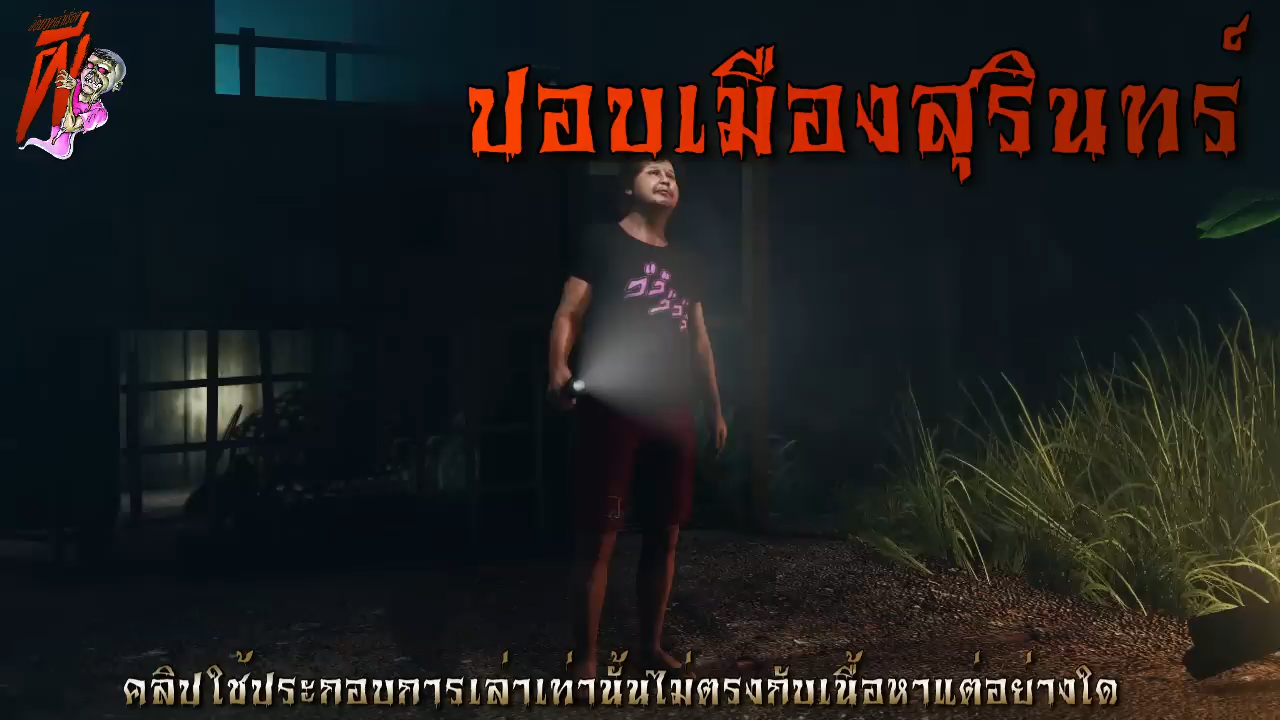 ผี
ปอบเมืองสุรินทร์
คลิปใช้ประกอบการเล่าเท่านั้นไม่ตรงกับเนื้อหาแต่อย่างใด